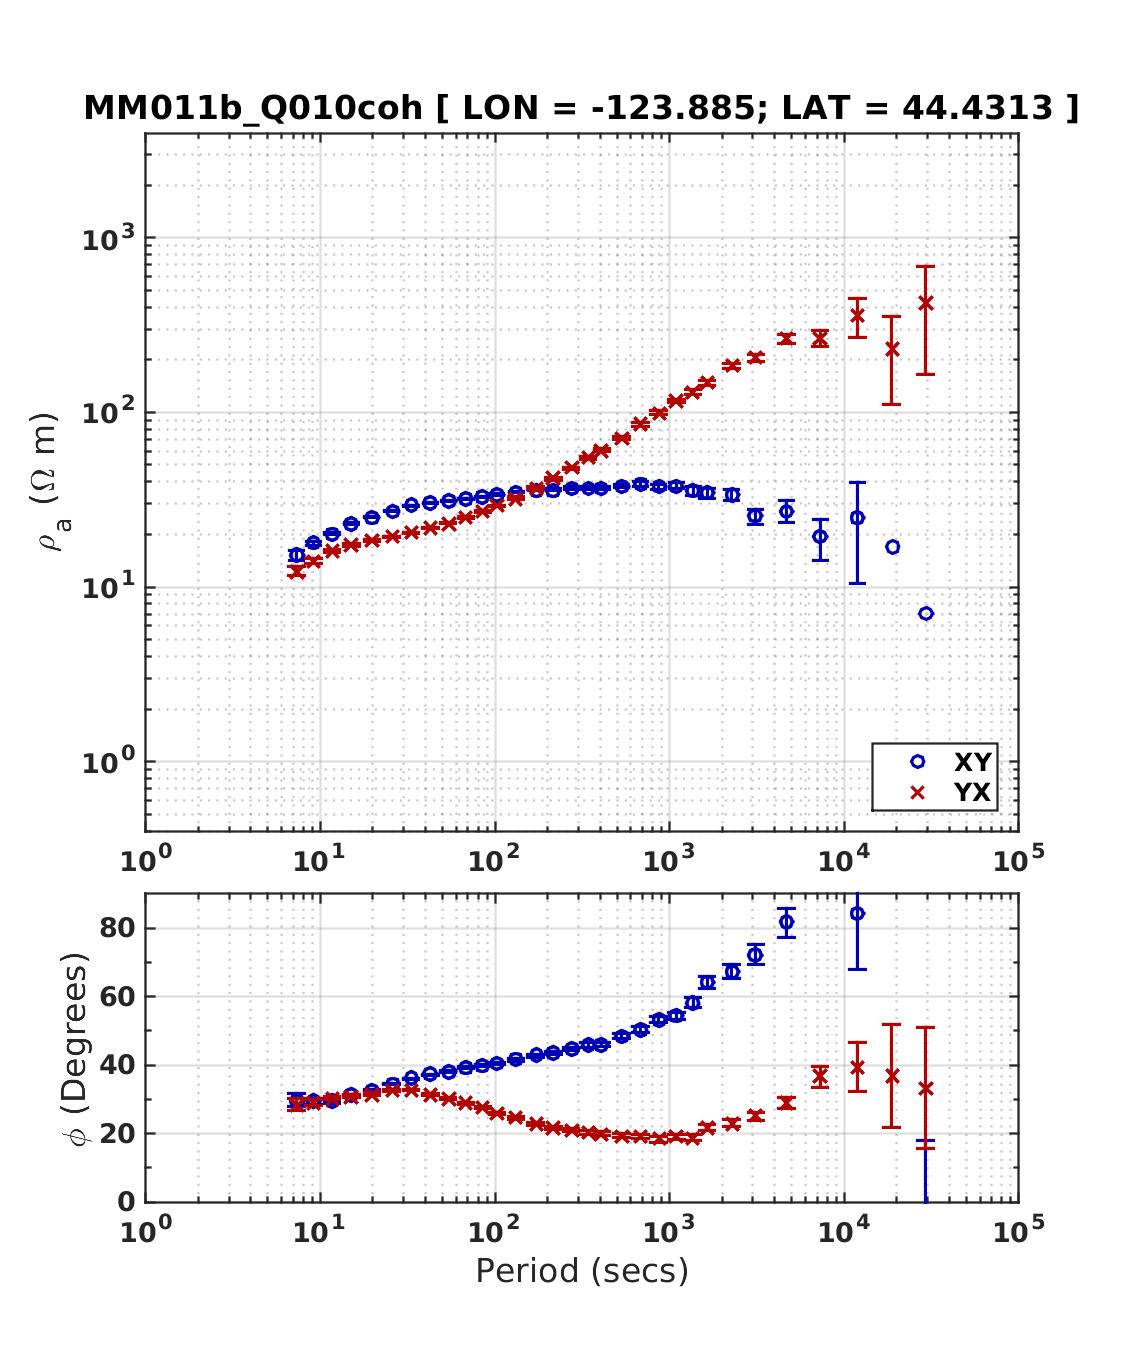 MM011b_Q010coh [ LON = -123.885; LAT = 44.4313 ]
ρ a (Ω m)
10³
10²
10¹
10⁰
XY
YX
10⁰ 10¹ 10² 10³ 10⁴ 10⁵
ϕ (Degrees)
80
60
40
20
0
10⁰ 10¹ 10² 10³ 10⁴ 10⁵
Period (secs)